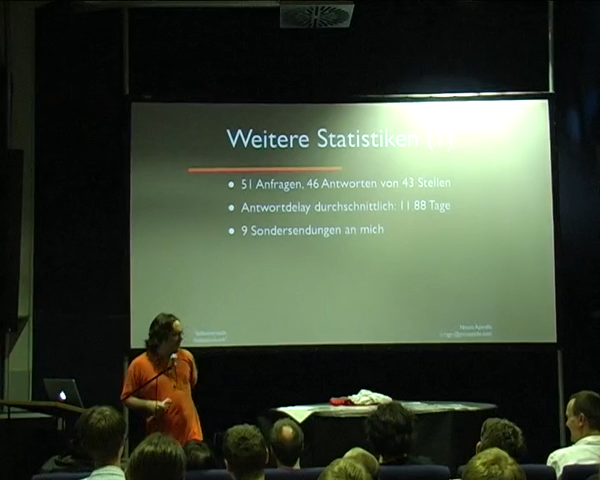 Weitere Statistiken (1)
• 51 Anfragen, 46 Antworten von 43 Stellen
• Antwortdelay durchschnittlich: 11 88 Tage
• 9 Sondersendungen an mich